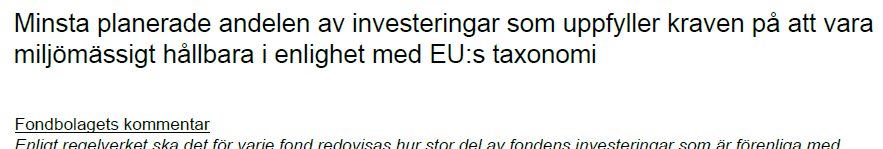 Minsta planerade andelen av investeringar som uppfyller kraven på att vara
miljömässigt hållbara i enlighet med EU:s taxonomi
Fondbolagets kommentar
Enligt regelverket ska det för varje fond redovisas hur stor del av fondens investeringar som är förenliga med